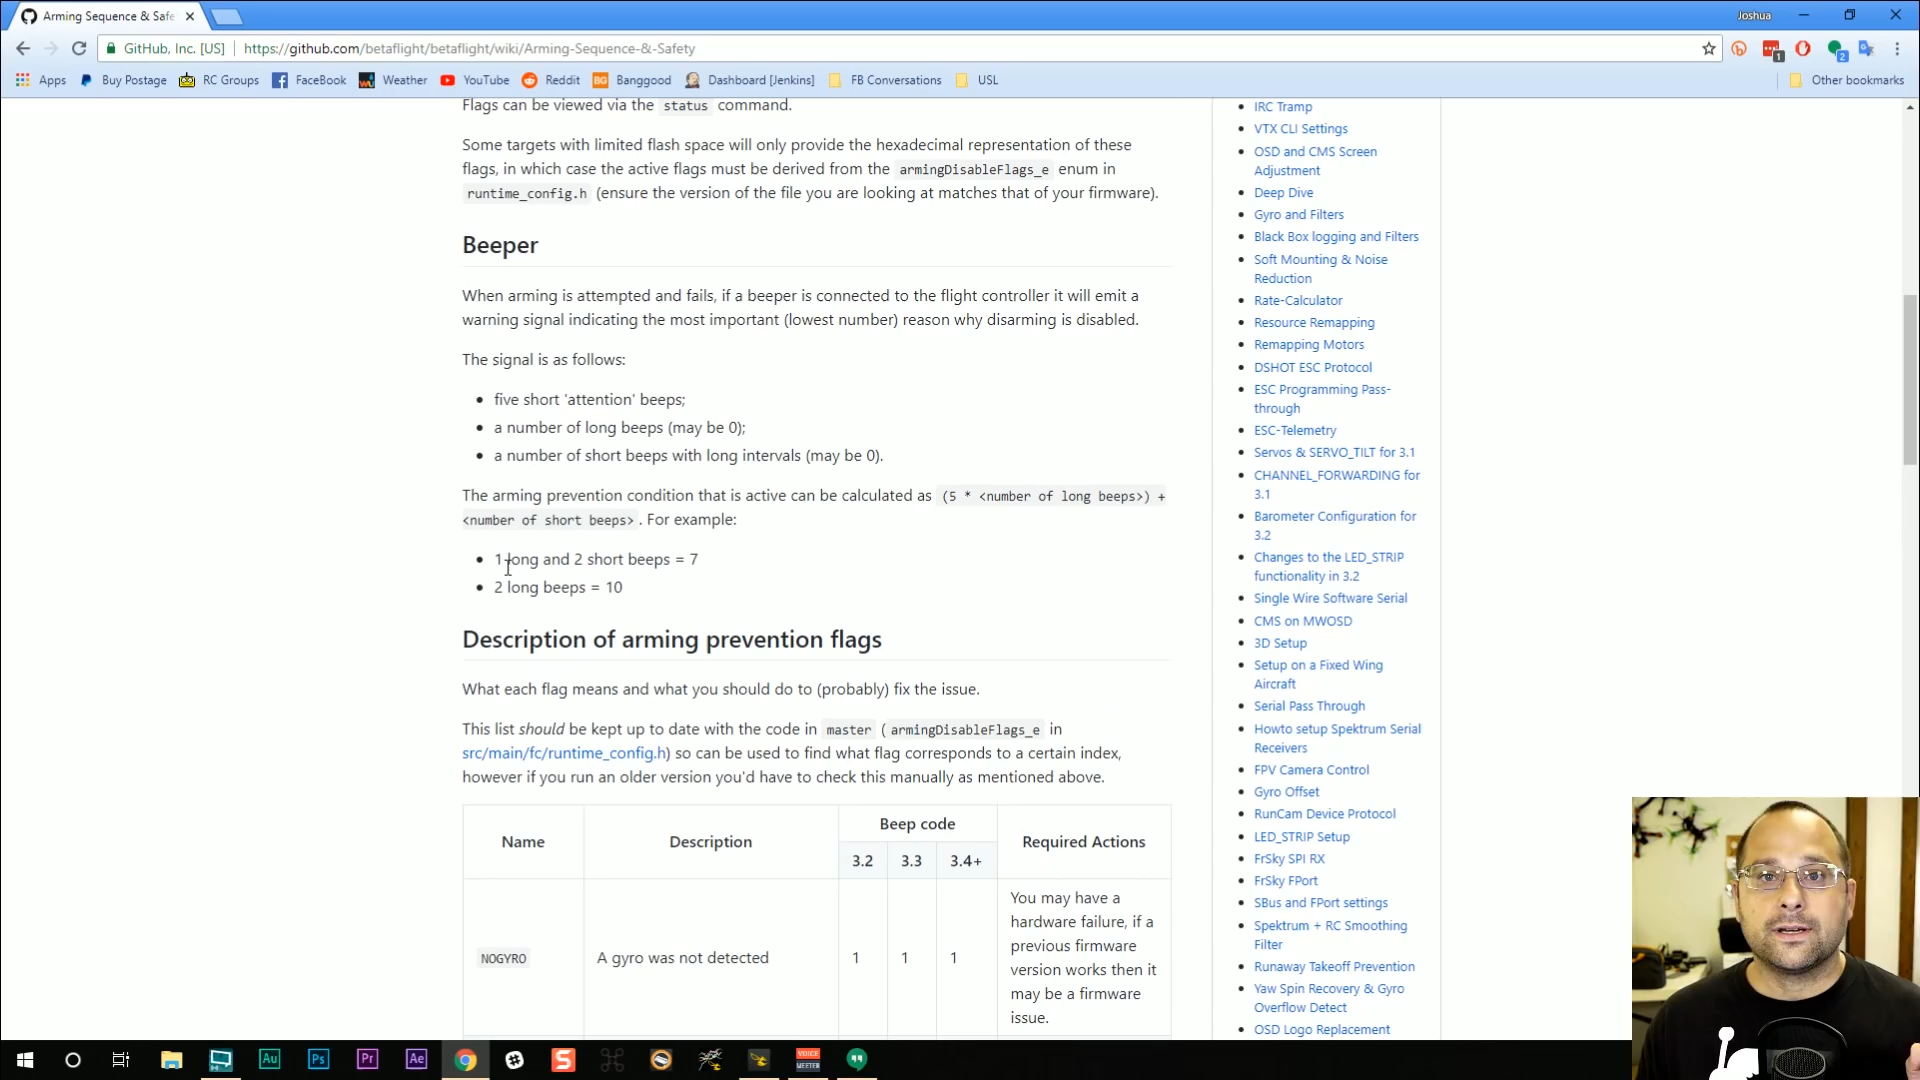 Arming Sequence & Safe
Joshua
GitHub, Inc. [US]
https://github.com/betaflight/betaflight/wiki/Arming-Sequence-&-Safety
1
2
Apps
Buy Postage
RC Groups
FaceBook
Weather
YouTube
Reddit
BG
Banggood
Dashboard [Jenkins]
FB Conversations
USL
Other bookmarks
Flags can be viewed via the status command.
Some targets with limited flash space will only provide the hexadecimal representation of these
flags, in which case the active flags must be derived from the armingDisableFlags_e enum in
runtime_config.h (ensure the version of the file you are looking at matches that of your firmware).
Beeper
When arming is attempted and fails, if a beeper is connected to the flight controller it will emit a
warning signal indicating the most important (lowest number) reason why disarming is disabled.
The signal is as follows:
• five short 'attention' beeps;
• a number of long beeps (may be 0);
• a number of short beeps with long intervals (may be 0).
The arming prevention condition that is active can be calculated as (5 * <number of long beeps>) +
<number of short beeps> . For example:
• 1 long and 2 short beeps = 7
• 2 long beeps = 10
Description of arming prevention flags
What each flag means and what you should do to (probably) fix the issue.
This list should be kept up to date with the code in master ( armingDisableFlags_e in
src/main/fc/runtime_config.h) so can be used to find what flag corresponds to a certain index,
however if you run an older version you'd have to check this manually as mentioned above.
Name
Description
Beep code
3.2
3.3
3.4+
Required Actions
NOGYRO
A gyro was not detected
1
1
1
You may have a
hardware failure, if a
previous firmware
version works then it
may be a firmware
issue.
• IRC Tramp
• VTX CLI Settings
• OSD and CMS Screen
Adjustment
• Deep Dive
• Gyro and Filters
• Black Box logging and Filters
• Soft Mounting & Noise
Reduction
• Rate-Calculator
• Resource Remapping
• Remapping Motors
• DSHOT ESC Protocol
• ESC Programming Pass-
through
• ESC-Telemetry
• Servos & SERVO_TILT for 3.1
• CHANNEL_FORWARDING for
3.1
• Barometer Configuration for
3.2
• Changes to the LED_STRIP
functionality in 3.2
• Single Wire Software Serial
• CMS on MWOSD
• 3D Setup
• Setup on a Fixed Wing
Aircraft
• Serial Pass Through
• Howto setup Spektrum Serial
Receivers
• FPV Camera Control
• Gyro Offset
• RunCam Device Protocol
• LED_STRIP Setup
• FrSky SPI RX
• FrSky FPort
• SBus and FPort settings
• Spektrum + RC Smoothing
Filter
• Runaway Takeoff Prevention
• Yaw Spin Recovery & Gyro
Overflow Detect
• OSD Logo Replacement
Au
Ps
Pr
Ae
S
VOICE
MEETER